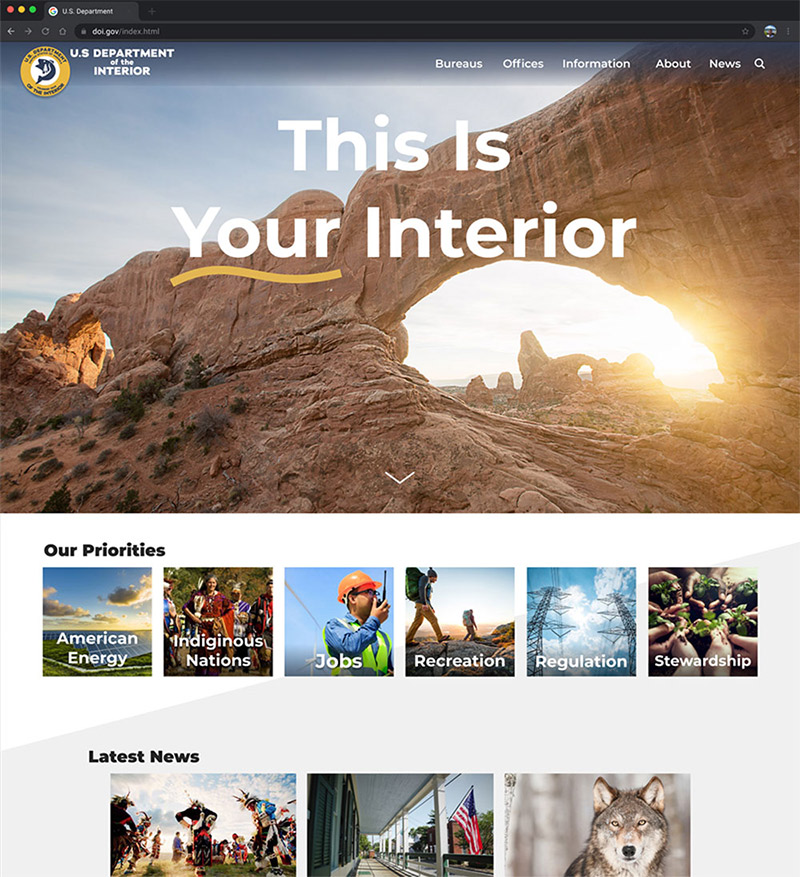 U.S. Department
doi.gov/index.html
U.S DEPARTMENT
of the
INTERIOR
U.S. DEPARTMENT
OF THE INTERIOR
Bureaus Offices Information About News
This Is
Your Interior
Our Priorities
American
Energy
Indiginous
Nations
Jobs
Recreation
Regulation
Stewardship
Latest News